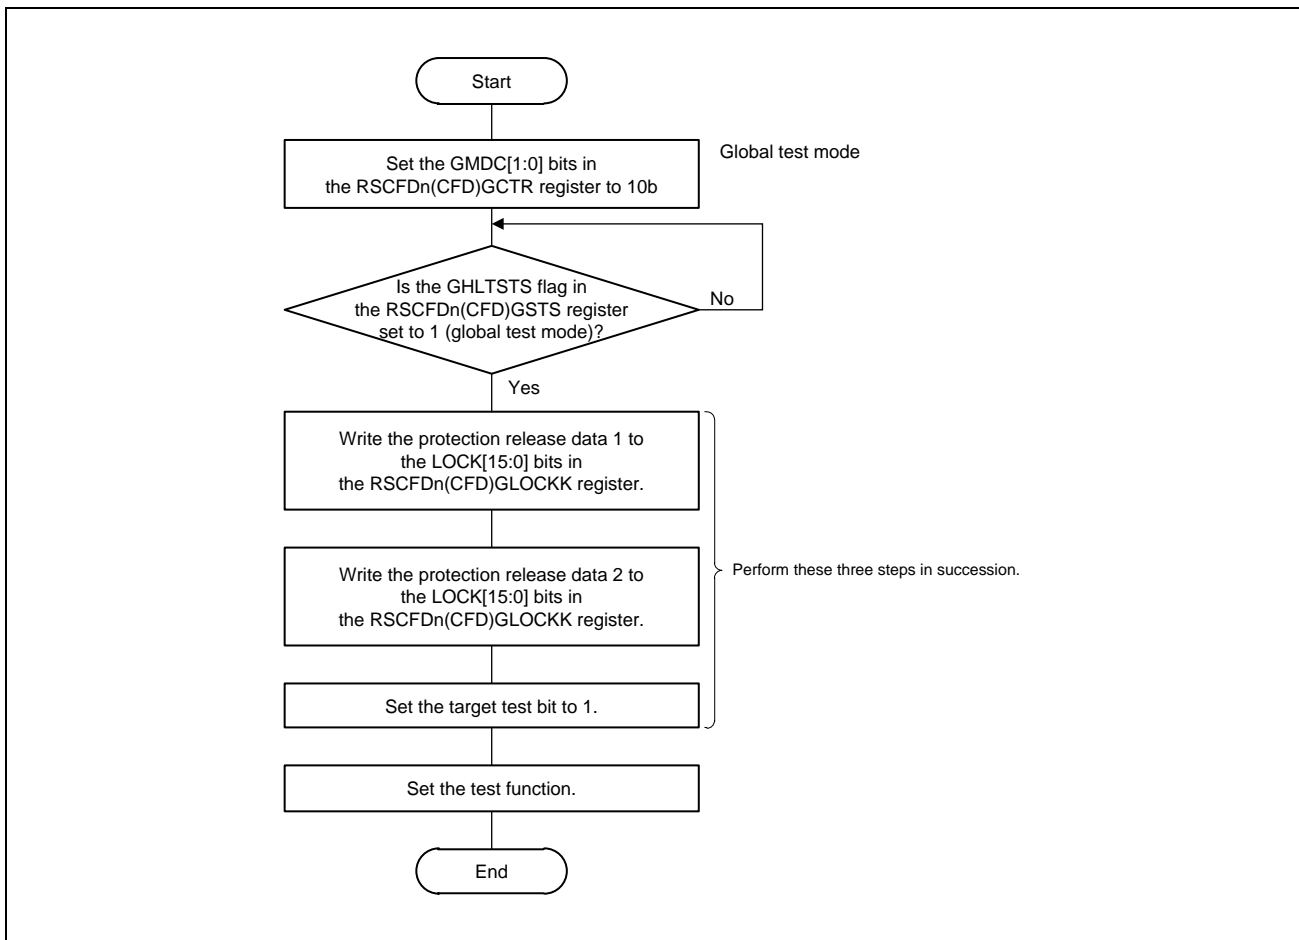 Start
Set the GMDC[1:0] bits in
the RSCFDn(CFD)GCTR register to 10b
Global test mode
Is the GHLTSTS flag in
the RSCFDn(CFD)GSTS register
set to 1 (global test mode)?
No
Yes
Write the protection release data 1 to
the LOCK[15:0] bits in
the RSCFDn(CFD)GLOCKK register.
Write the protection release data 2 to
the LOCK[15:0] bits in
the RSCFDn(CFD)GLOCKK register.
Perform these three steps in succession.
Set the target test bit to 1.
Set the test function.
End